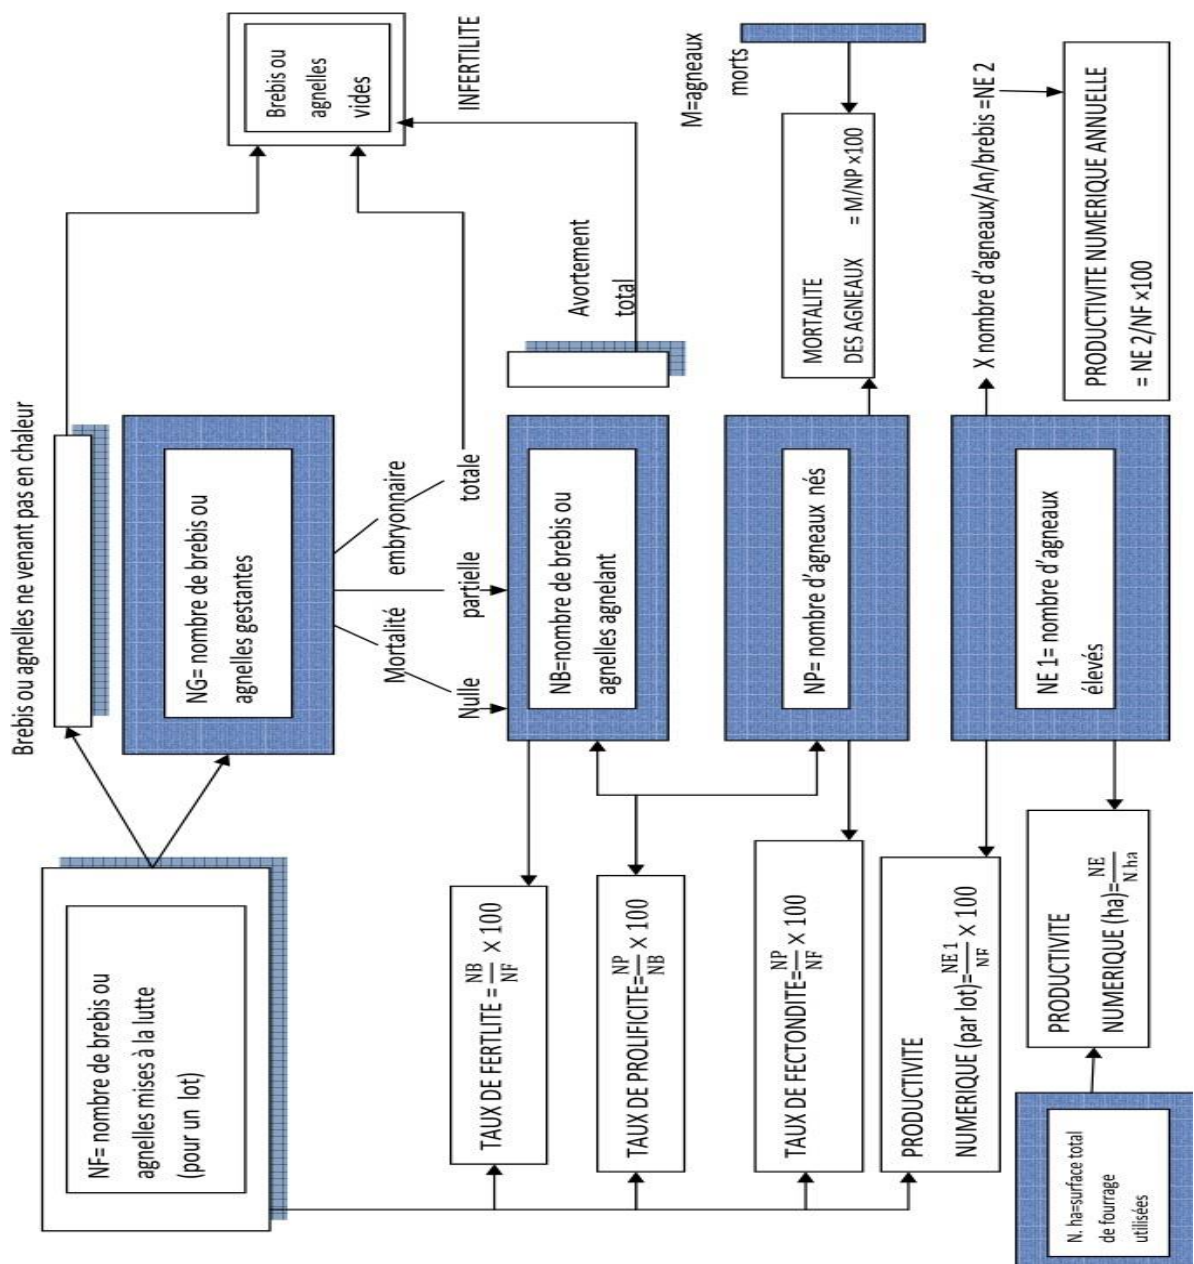 NF= nombre de brebis ou
agnelles mises à la lutte
(pour un lot)
Brebis ou agnelles ne venant pas en chaleur
NG= nombre de brebis ou
agnelles gestantes
Brebis ou
agnelles
vides
INFERTILITE
Mortalité embryonnaire
Nulle partielle totale
TAUX DE FERTLITE = NB/NF X 100
NB=nombre de brebis ou
agnelles agnelant
Avortement
total
TAUX DE PROLIFICITE= NP/NB X 100
M=agneaux
morts
TAUX DE FECTONDITE= NP/NF X 100
NP= nombre d'agneaux nés
MORTALITE
DES AGNEAUX = M/NP ×100
PRODUCTIVITE
NUMERIQUE (par lot)= NE 1/NF X 100
NE 1= nombre d'agneaux
élevés
X nombre d'agneaux/An/brebis =NE 2
N. ha=surface total
de fourrage
utilisées
PRODUCTIVITE
NUMERIQUE (ha)= NE/N.ha
PRODUCTIVITE NUMERIQUE ANNUELLE
= NE 2/NF ×100